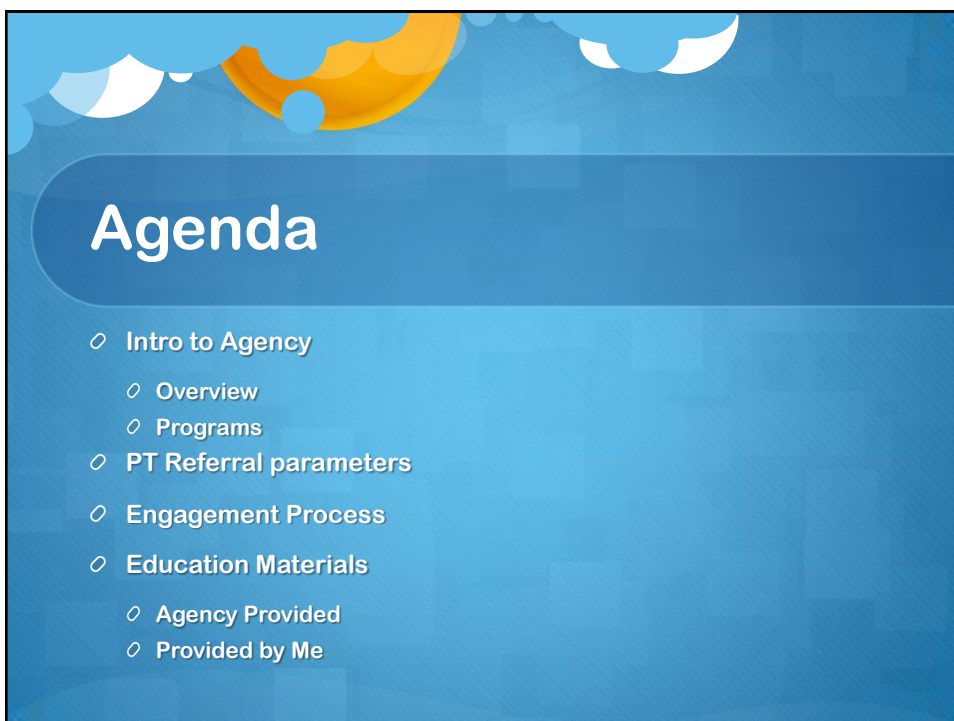 Agenda
Intro to Agency
Overview
Programs
PT Referral parameters
Engagement Process
Education Materials
Agency Provided
Provided by Me